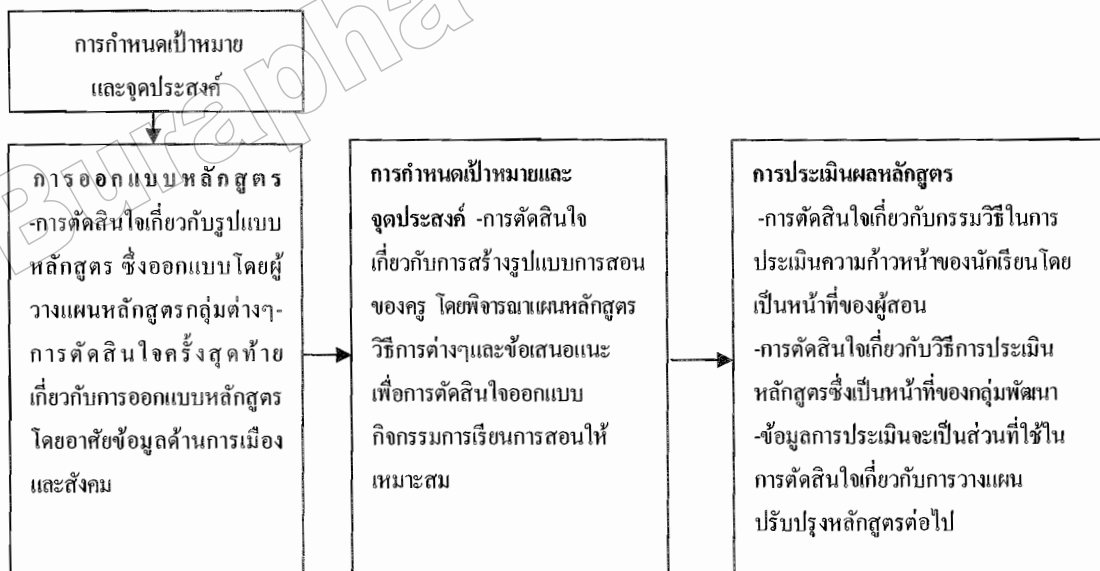 การกำหนดเป้าหมาย
และจุดประสงค์
การออกแบบหลักสูตร
-การตัดสินใจเกี่ยวกับรูปแบบ
หลักสูตร ซึ่งออกแบบโดยผู้
วางแผนหลักสูตรกลุ่มต่างๆ-
การตัดสินใจครั้งสุดท้าย
เกี่ยวกับการออกแบบหลักสูตร
โดยอาศัยข้อมูลด้านการเมือง
และสังคม
การกำหนดเป้าหมายและ
จุดประสงค์ -การตัดสินใจ
เกี่ยวกับการสร้างรูปแบบการสอน
ของครู โดยพิจารณาแผนหลักสูตร
วิธีการต่างๆและข้อเสนอแนะ
เพื่อการตัดสินใจออกแบบ
กิจกรรมการเรียนการสอนให้
เหมาะสม
การประเมินผลหลักสูตร
-การตัดสินใจเกี่ยวกับกรรมวิธีในการ
ประเมินความก้าวหน้าของนักเรียนโดย
เป็นหน้าที่ของผู้สอน
-การตัดสินใจเกี่ยวกับวิธีการประเมิน
หลักสูตรซึ่งเป็นหน้าที่ของกลุ่มพัฒนา
-ข้อมูลการประเมินจะเป็นส่วนที่ใช้ใน
การตัดสินใจเกี่ยวกับการวางแผน
ปรับปรุงหลักสูตรต่อไป
Burapha